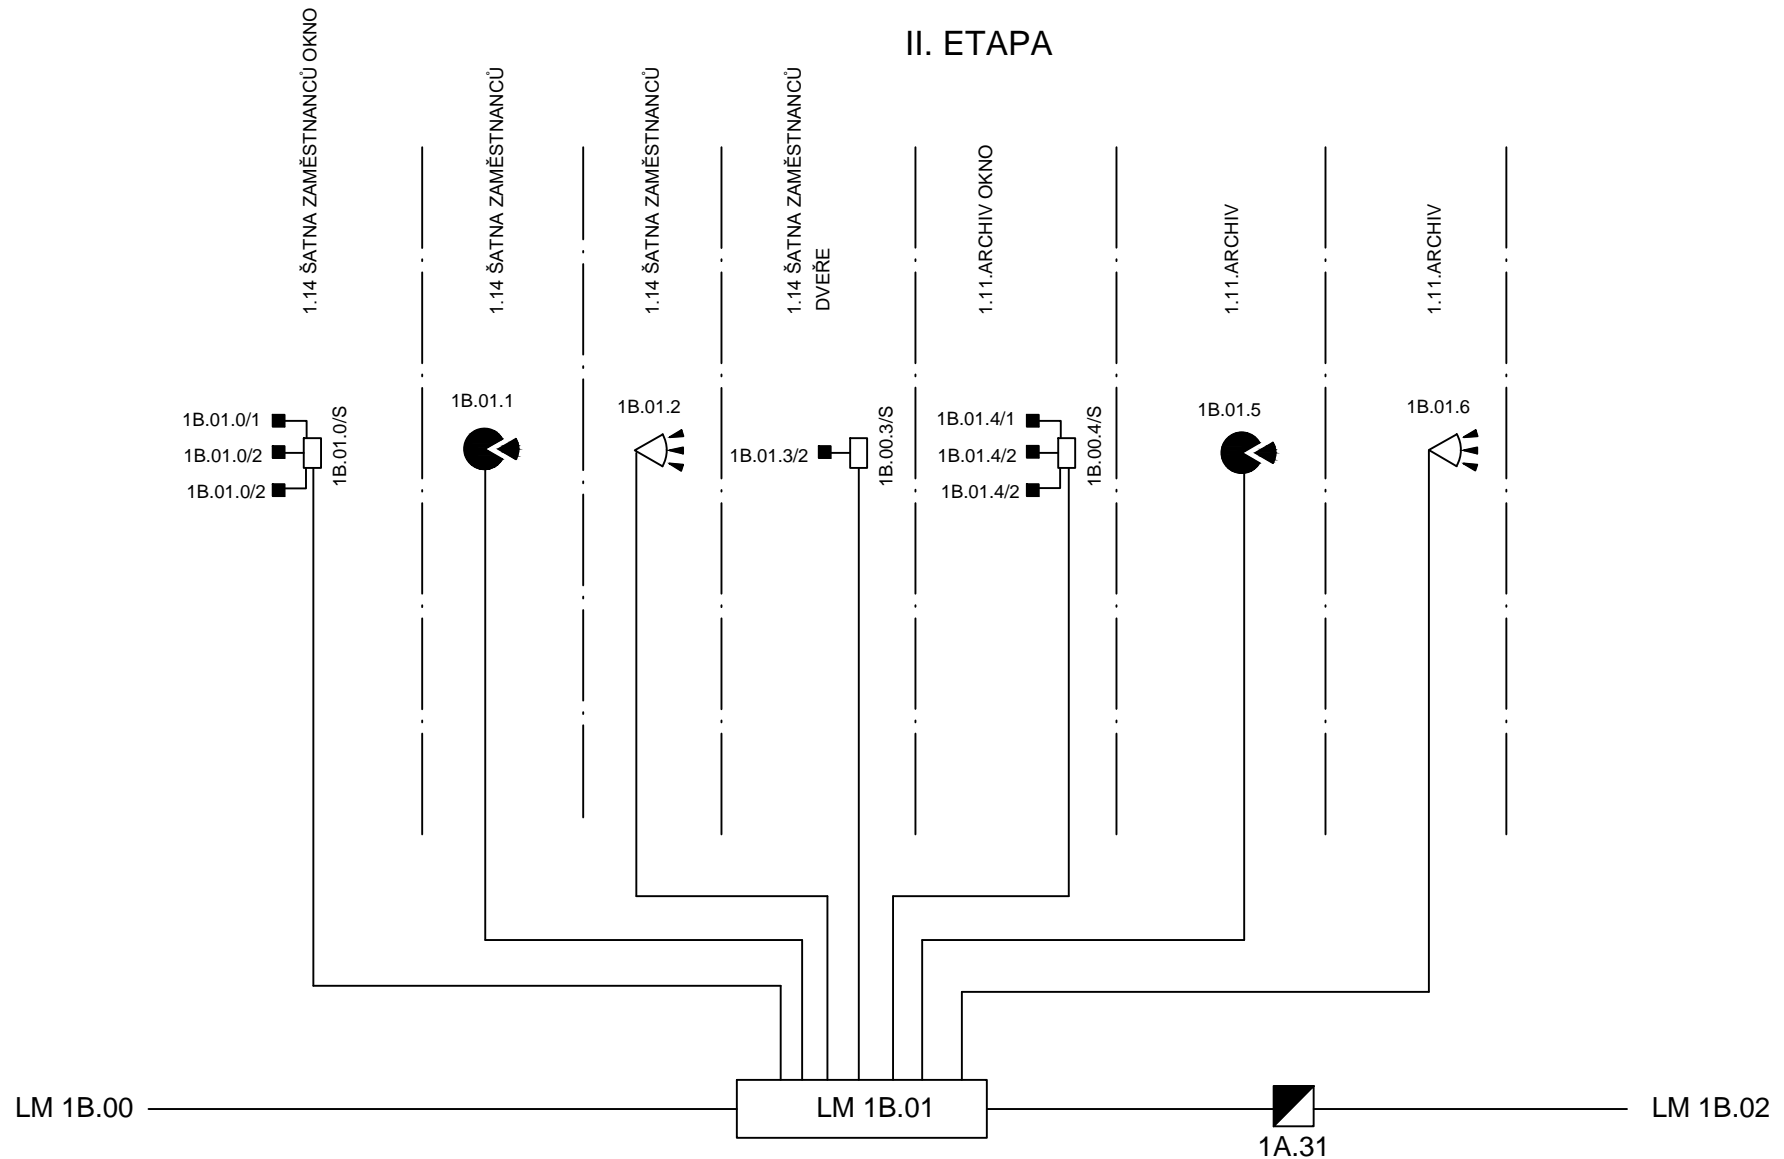 II. ETAPA
1.14 ŠATNA ZAMĚSTNANCŮ OKNO
1.14 ŠATNA ZAMĚSTNANCŮ
1.14 ŠATNA ZAMĚSTNANCŮ
1.14 ŠATNA ZAMĚSTNANCŮ
DVEŘE
1.11.ARCHIV OKNO
1.11.ARCHIV
1.11.ARCHIV
1B.01.0/1
1B.01.0/2
1B.01.0/2
1B.01.0/S
1B.01.1
1B.01.2
1B.01.3/2
1B.00.3/S
1B.01.4/1
1B.01.4/2
1B.01.4/2
1B.00.4/S
1B.01.5
1B.01.6
LM 1B.00
LM 1B.01
1A.31
LM 1B.02